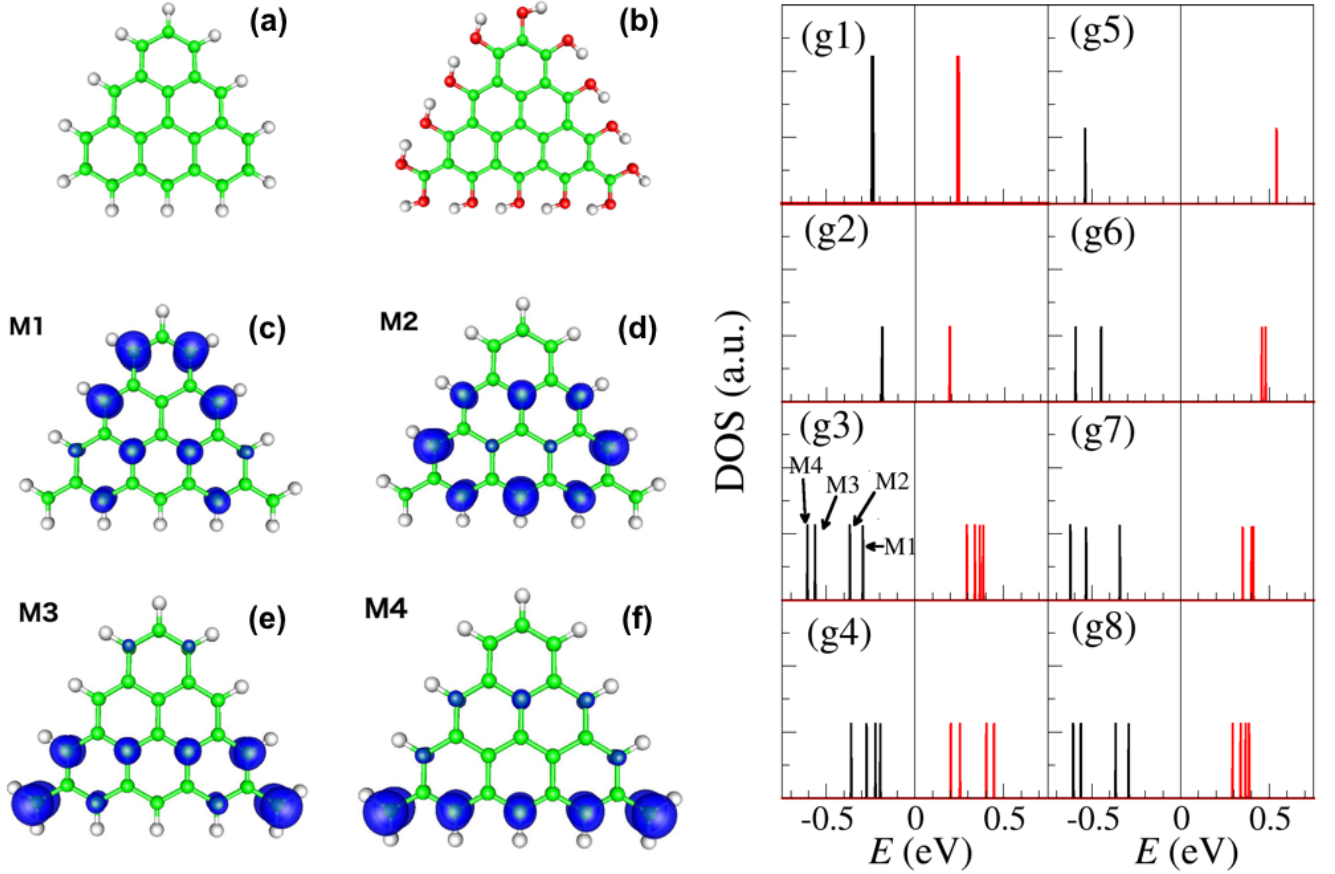 (a)
(b)
M1
(c)
M2
(d)
M3
(e)
M4
(f)
DOS (a.u.)
(g1)
(g5)
(g2)
(g6)
(g3)
M4
M3
M2
M1
(g7)
(g4)
(g8)
-0.5 0 0.5
-0.5 0 0.5
E (eV)
E (eV)